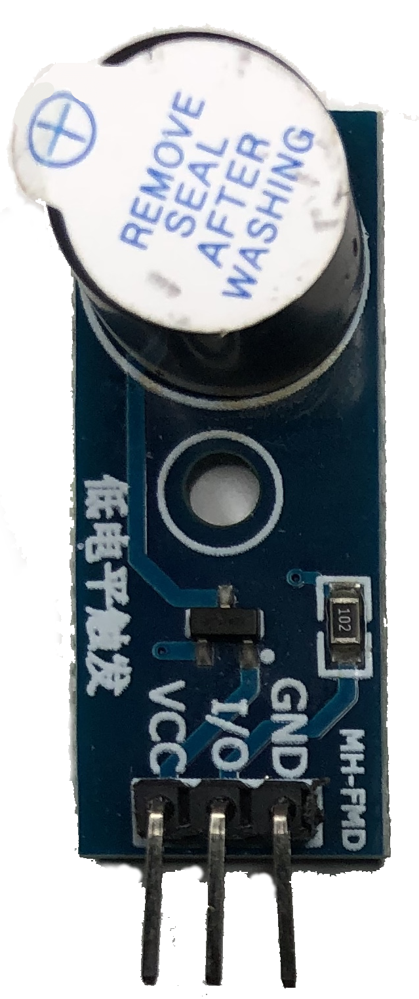 REMOVE
SEAL
AFTER
WASHING
低电平触发
102
VCC
I/O
GND
MH-FMD